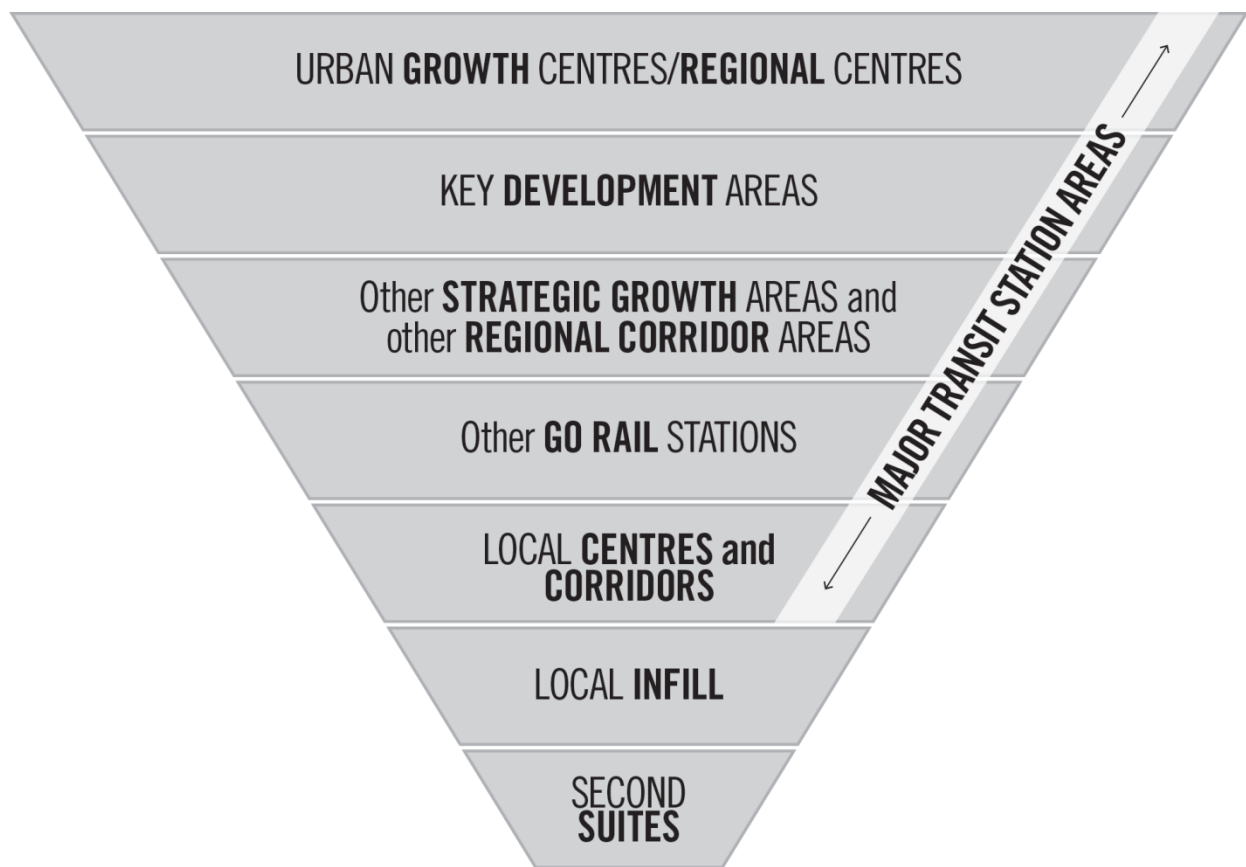 URBAN GROWTH CENTRES/REGIONAL CENTRES
KEY DEVELOPMENT AREAS
Other STRATEGIC GROWTH AREAS and
other REGIONAL CORRIDOR AREAS
Other GO RAIL STATIONS
LOCAL CENTRES and
CORRIDORS
LOCAL INFILL
SECOND
SUITES
MAJOR TRANSIT STATION AREAS